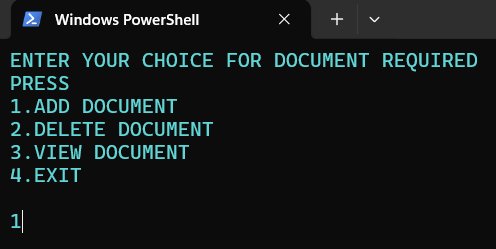 Windows PowerShell
ENTER YOUR CHOICE FOR DOCUMENT REQUIRED
PRESS
1.ADD DOCUMENT
2.DELETE DOCUMENT
3.VIEW DOCUMENT
4.EXIT
1